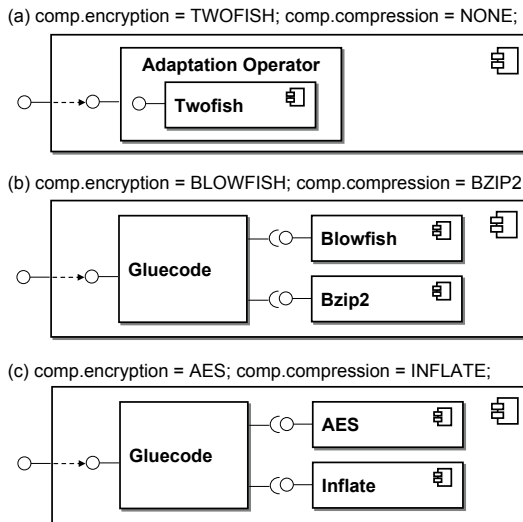 (a) comp.encryption = TWOFISH; comp.compression = NONE;
Adaptation Operator
Twofish
(b) comp.encryption = BLOWFISH; comp.compression = BZIP2
Blowfish
Gluecode
Bzip2
(c) comp.encryption = AES; comp.compression = INFLATE;
AES
Gluecode
Inflate